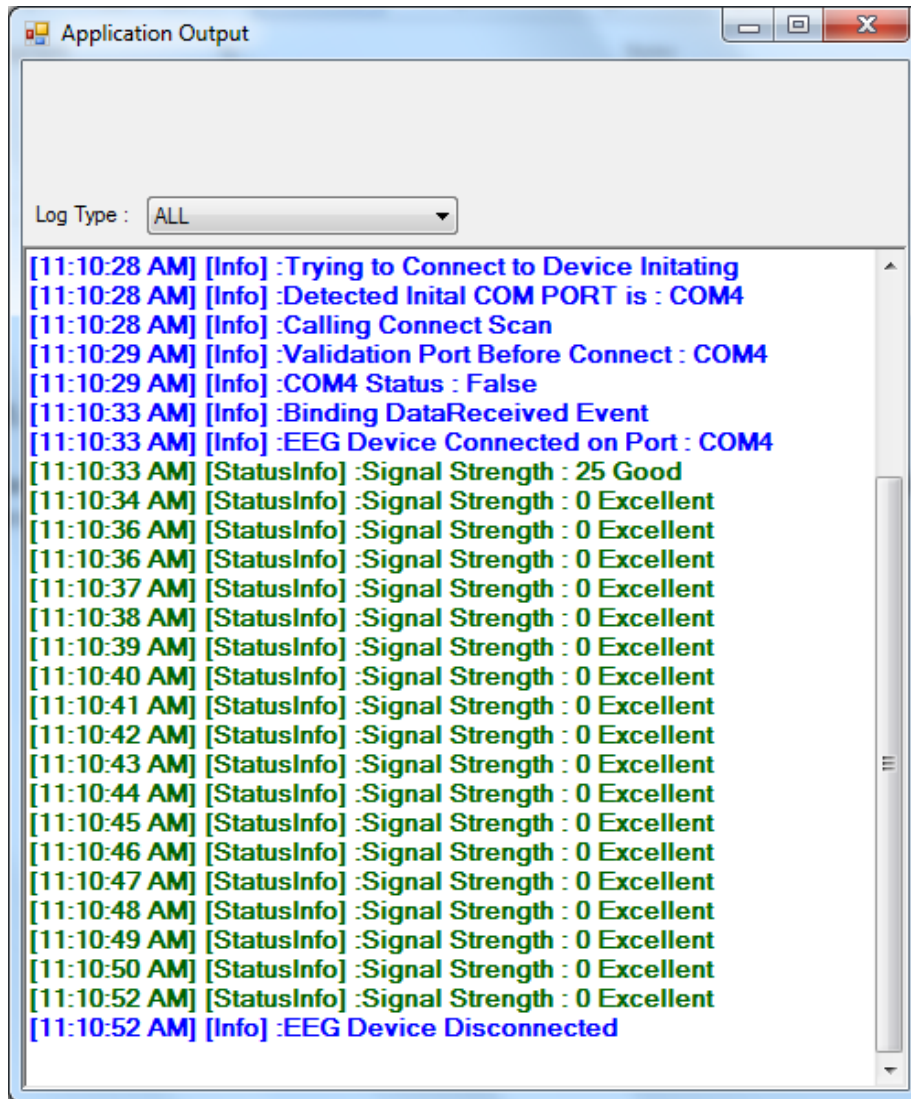 Application Output
Log Type :
ALL
[11:10:28 AM] [Info] :Trying to Connect to Device Initating
[11:10:28 AM] [Info] :Detected Inital COM PORT is : COM4
[11:10:28 AM] [Info] :Calling Connect Scan
[11:10:29 AM] [Info] :Validation Port Before Connect : COM4
[11:10:29 AM] [Info] :COM4 Status : False
[11:10:33 AM] [Info] :Binding DataReceived Event
[11:10:33 AM] [Info] :EEG Device Connected on Port : COM4
[11:10:33 AM] [StatusInfo] :Signal Strength : 25 Good
[11:10:34 AM] [StatusInfo] :Signal Strength : 0 Excellent
[11:10:36 AM] [StatusInfo] :Signal Strength : 0 Excellent
[11:10:36 AM] [StatusInfo] :Signal Strength : 0 Excellent
[11:10:37 AM] [StatusInfo] :Signal Strength : 0 Excellent
[11:10:38 AM] [StatusInfo] :Signal Strength : 0 Excellent
[11:10:39 AM] [StatusInfo] :Signal Strength : 0 Excellent
[11:10:40 AM] [StatusInfo] :Signal Strength : 0 Excellent
[11:10:41 AM] [StatusInfo] :Signal Strength : 0 Excellent
[11:10:42 AM] [StatusInfo] :Signal Strength : 0 Excellent
[11:10:43 AM] [StatusInfo] :Signal Strength : 0 Excellent
[11:10:44 AM] [StatusInfo] :Signal Strength : 0 Excellent
[11:10:45 AM] [StatusInfo] :Signal Strength : 0 Excellent
[11:10:46 AM] [StatusInfo] :Signal Strength : 0 Excellent
[11:10:47 AM] [StatusInfo] :Signal Strength : 0 Excellent
[11:10:48 AM] [StatusInfo] :Signal Strength : 0 Excellent
[11:10:49 AM] [StatusInfo] :Signal Strength : 0 Excellent
[11:10:50 AM] [StatusInfo] :Signal Strength : 0 Excellent
[11:10:52 AM] [StatusInfo] :Signal Strength : 0 Excellent
[11:10:52 AM] [Info] :EEG Device Disconnected